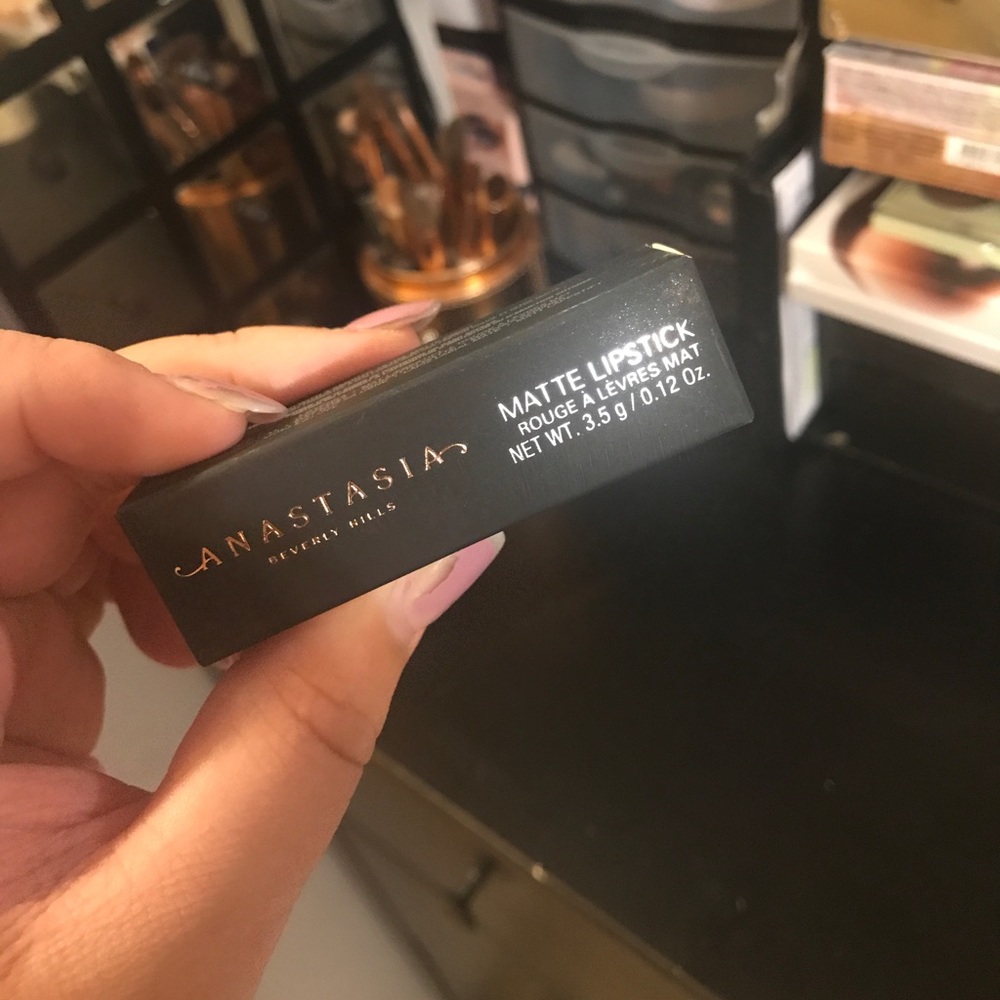 ANASTASIA
BEVERLY HILLS
MATTE LIPSTICK
ROUGE À LÈVRES MAT
NET WT. 3.5 g / 0.12 Oz.